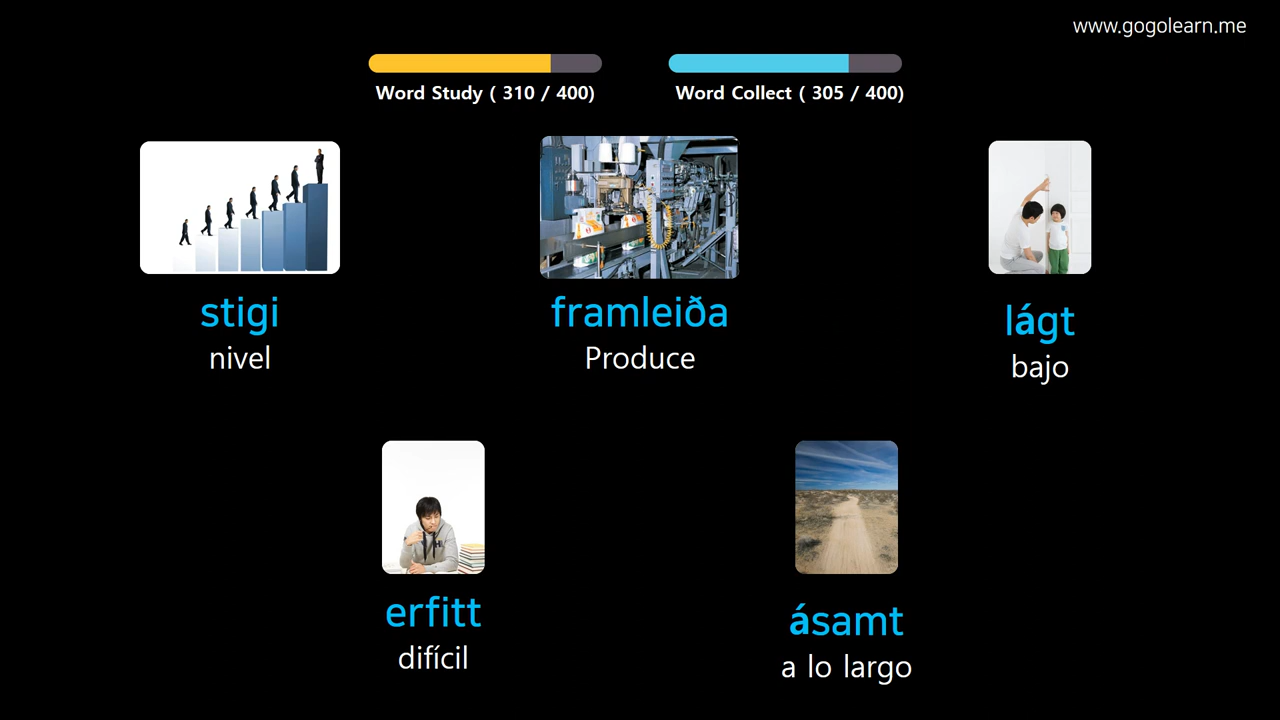 www.gogolearn.me
Word Study ( 310 / 400)
Word Collect ( 305 / 400)
stigi
nivel
framleiða
Produce
lágt
bajo
erfitt
difícil
ásamt
a lo largo